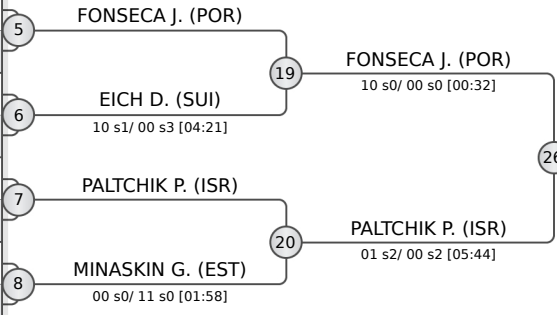 FONSECA J. (POR)
5
19
FONSECA J. (POR)
10 s0/ 00 s0 [00:32]
EICH D. (SUI)
6
10 s1/ 00 s3 [04:21]
26
PALTCHIK P. (ISR)
7
20
PALTCHIK P. (ISR)
01 s2/ 00 s2 [05:44]
MINASKIN G. (EST)
8
00 s0/ 11 s0 [01:58]